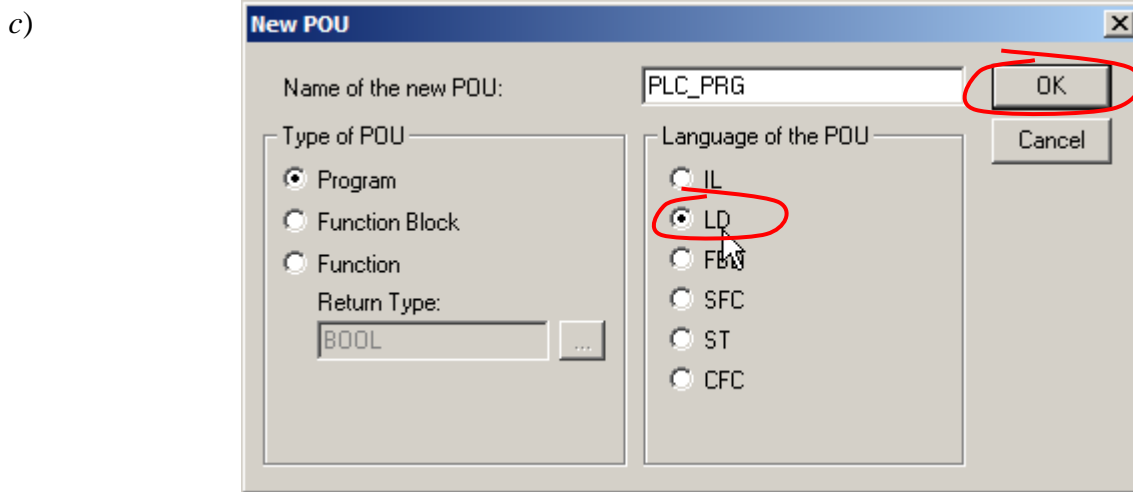 c)
New POU
Name of the new POU: PLC_PRG OK
Type of POU Language of the POU Cancel
Program IL
Function Block LD
Function FBD
Return Type: SFC
BOOL ... ST
CFC